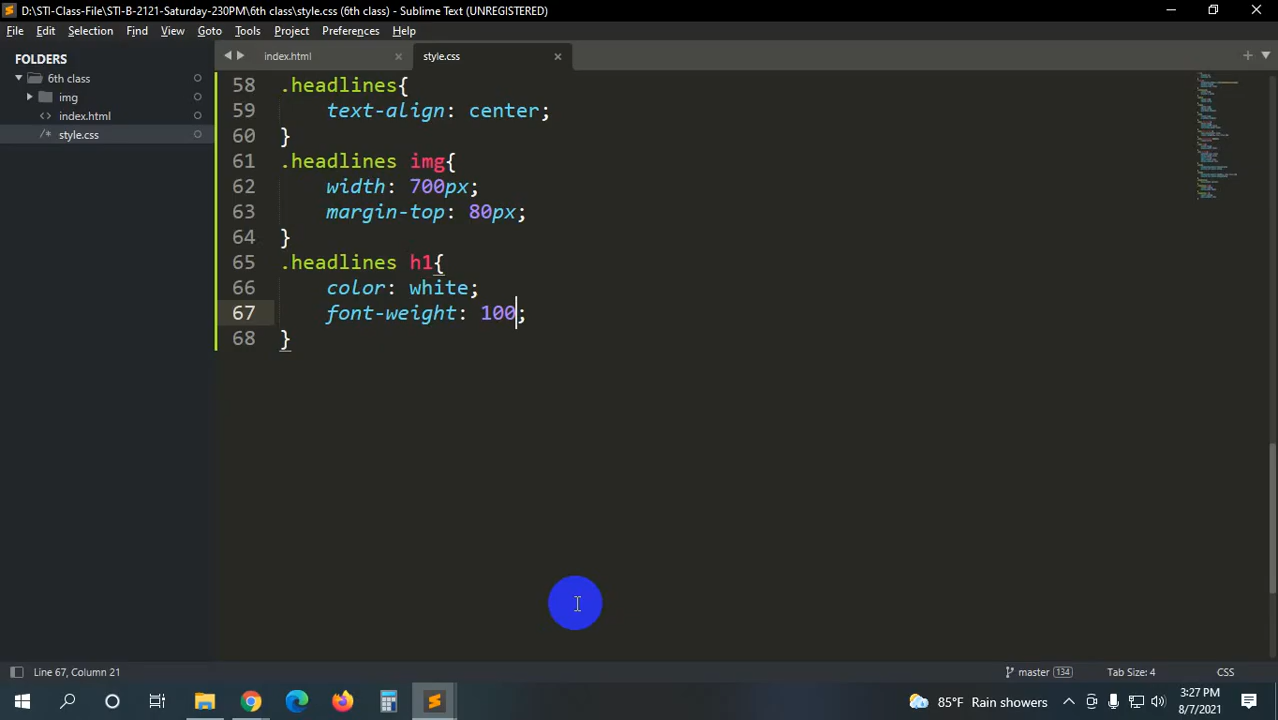 D:\STI-Class-File\STI-B-2121-Saturday-230PM\6th class\style.css (6th class) - Sublime Text (UNREGISTERED)
File Edit Selection Find View Goto Tools Project Preferences Help
FOLDERS
6th class
img
index.html
style.css
index.html
style.css
58 .headlines{
59 text-align: center;
60 }
61 .headlines img{
62 width: 700px;
63 margin-top: 80px;
64 }
65 .headlines h1{
66 color: white;
67 font-weight: 100;
68 }
Line 67, Column 21
master 134
Tab Size: 4
CSS
85°F Rain showers
3:27 PM
8/7/2021